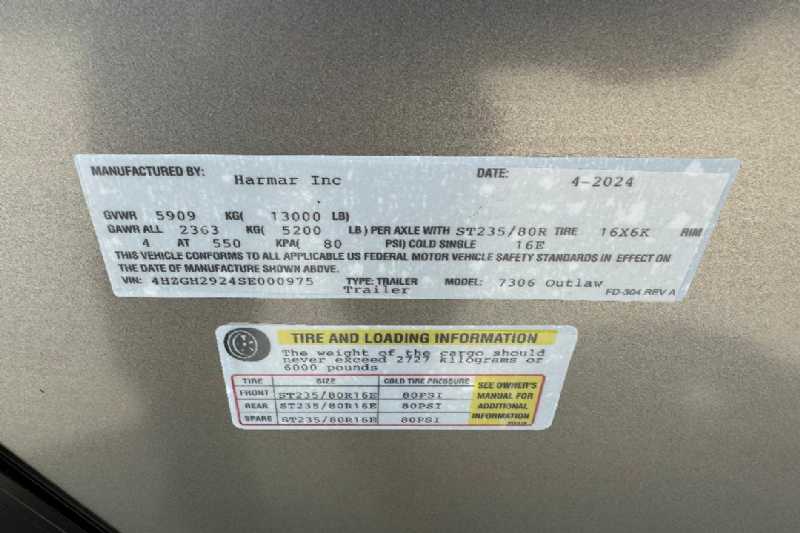 MANUFACTURED BY: Harmar Inc DATE: 4-2024
GVWR 5909 KG( 13000 LB)
GAWR ALL 2363 KG( 5200 LB) PER AXLE WITH ST235/80R TIRE 16X6K RIM
4 AT 550 KPA( 80 PSI) COLD SINGLE 16E
THIS VEHICLE CONFORMS TO ALL APPLICABLE US FEDERAL MOTOR VEHICLE SAFETY STANDARDS IN EFFECT ON
THE DATE OF MANUFACTURE SHOWN ABOVE.
VIN: 4HZGH2924SE000975 TYPE: TRAILER MODEL: 7306 Outlaw
Trailer FD-304 REV A
TIRE AND LOADING INFORMATION
The weight of the cargo should
never exceed 2727 kilograms or
6000 pounds
TIRE SIZE COLD TIRE PRESSURE SEE OWNER'S
FRONT ST235/80R16E 80PSI MANUAL FOR
REAR ST235/80R16E 80PSI ADDITIONAL
SPARE ST235/80R16E 80PSI INFORMATION